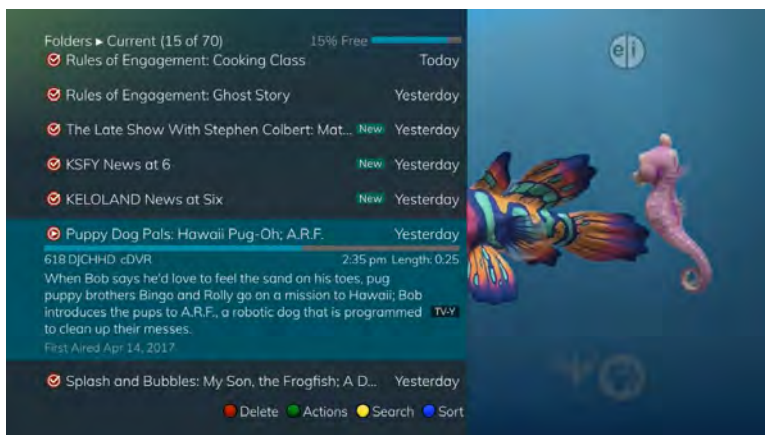 Folders ▸ Current (15 of 70) 15% Free
Rules of Engagement: Cooking Class Today
Rules of Engagement: Ghost Story Yesterday
The Late Show With Stephen Colbert: Mat... New Yesterday
KSFY News at 6 New Yesterday
KELOLAND News at Six New Yesterday
Puppy Dog Pals: Hawaii Pug-Oh; A.R.F. Yesterday
618 DJCHHD cDVR 2:35 pm Length: 0:25
When Bob says he'd love to feel the sand on his toes, pug
puppy brothers Bingo and Rolly go on a mission to Hawaii; Bob
introduces the pups to A.R.F., a robotic dog that is programmed TV-Y
to clean up their messes.
First Aired Apr 14, 2017.
Splash and Bubbles: My Son, the Frogfish; A D... Yesterday
Delete Actions Search Sort
e/i